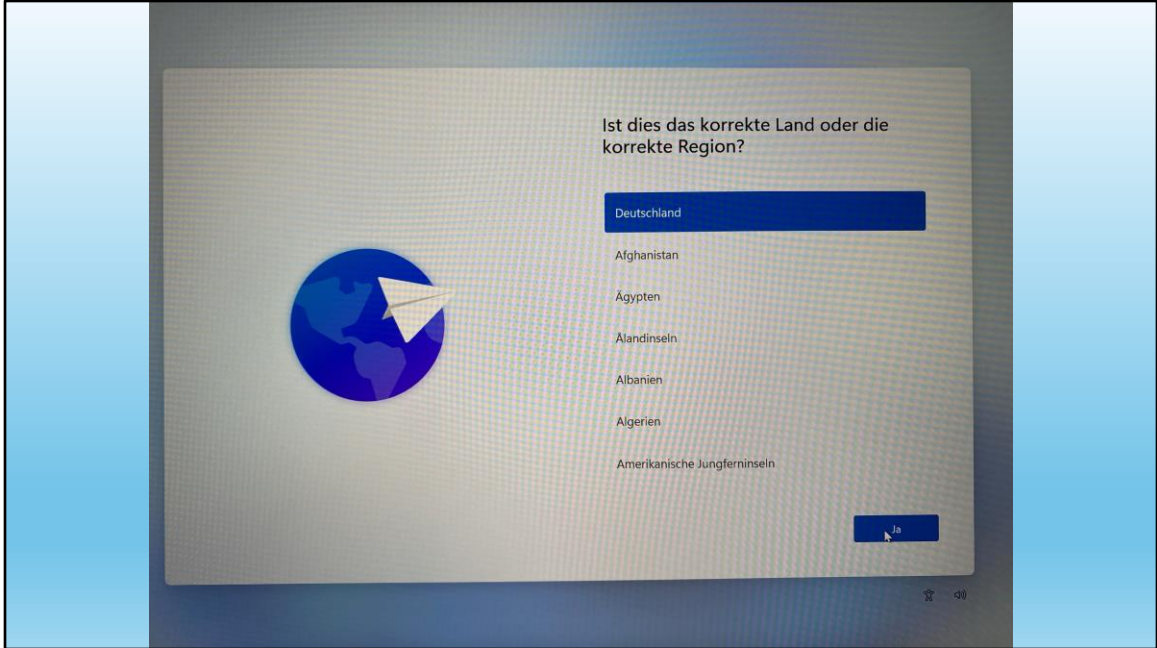 Ist dies das korrekte Land oder die
korrekte Region?
Deutschland
Afghanistan
Ägypten
Ålandinseln
Albanien
Algerien
Amerikanische Jungferninseln
Ja